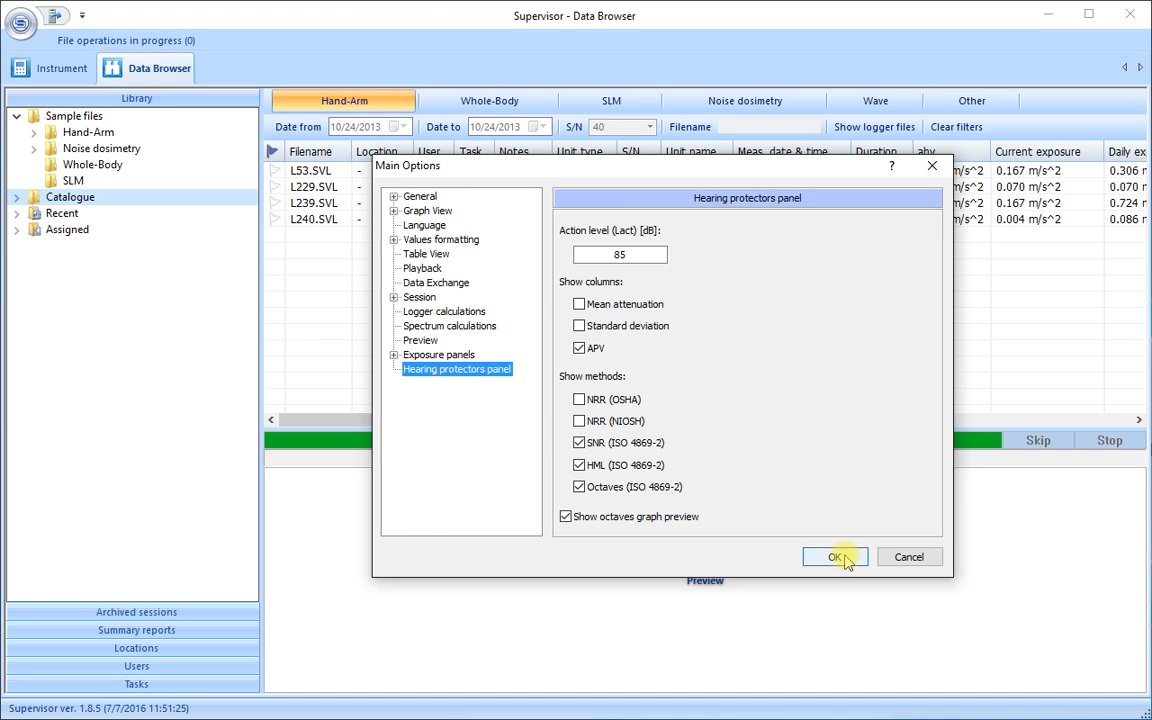 Supervisor - Data Browser
File operations in progress (0)
Instrument
Data Browser
Library
Sample files
Hand-Arm
Noise dosimetry
Whole-Body
SLM
Catalogue
Recent
Assigned
Archived sessions
Summary reports
Locations
Users
Tasks
Hand-Arm Whole-Body SLM Noise dosimetry Wave Other
Date from 10/24/2013 Date to 10/24/2013 S/N 40 Filename Show logger files Clear filters
Filename Location User Task Notes Unit type S/N Unit name Meas. date & time Duration ahv Current exposure Daily ex
L53.SVL - m/s^2 0.167 m/s^2 0.306 m
L229.SVL - m/s^2 0.070 m/s^2 0.070 m
L239.SVL - m/s^2 0.167 m/s^2 0.724 m
L240.SVL - m/s^2 0.004 m/s^2 0.086 m
Skip Stop
Preview
Main Options
?
General
Graph View
Language
Values formatting
Table View
Playback
Data Exchange
Session
Logger calculations
Spectrum calculations
Preview
Exposure panels
Hearing protectors panel
Hearing protectors panel
Action level (Lact) [dB]:
85
Show columns:
Mean attenuation
Standard deviation
APV
Show methods:
NRR (OSHA)
NRR (NIOSH)
SNR (ISO 4869-2)
HML (ISO 4869-2)
Octaves (ISO 4869-2)
Show octaves graph preview
OK Cancel
Supervisor ver. 1.8.5 (7/7/2016 11:51:25)